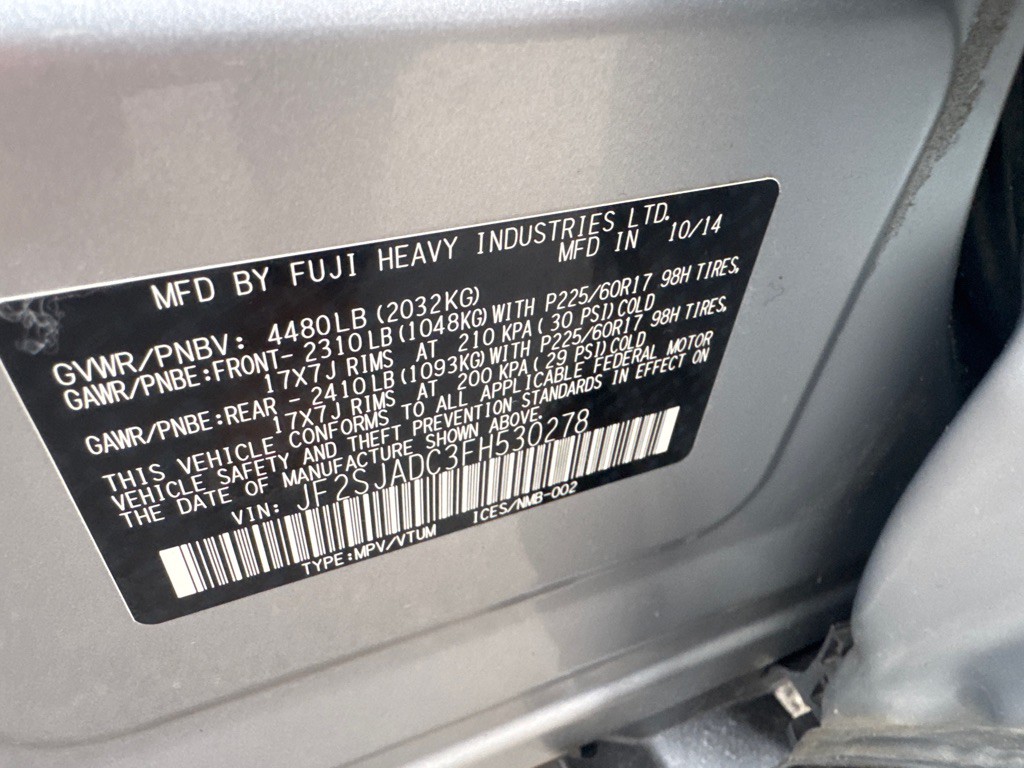 MFD BY FUJI HEAVY INDUSTRIES LTD.
MFD IN 10/14
GVWR/PNBV: 4480LB(2032KG)
GAWR/PNBE:FRONT- 2310LB(1048KG)WITH P225/60R17 98H TIRES,
17X7J RIMS AT 210 KPA(30 PSI)COLD
GAWR/PNBE:REAR - 2410LB(1093KG)WITH P225/60R17 98H TIRES,
17X7J RIMS AT 200 KPA(29 PSI)COLD
THIS VEHICLE CONFORMS TO ALL APPLICABLE FEDERAL MOTOR
VEHICLE SAFETY AND THEFT PREVENTION STANDARDS IN EFFECT ON
THE DATE OF MANUFACTURE SHOWN ABOVE.
VIN: JF2SJADC3FH530278
TYPE:MPV/VTUM ICES/NMB-002